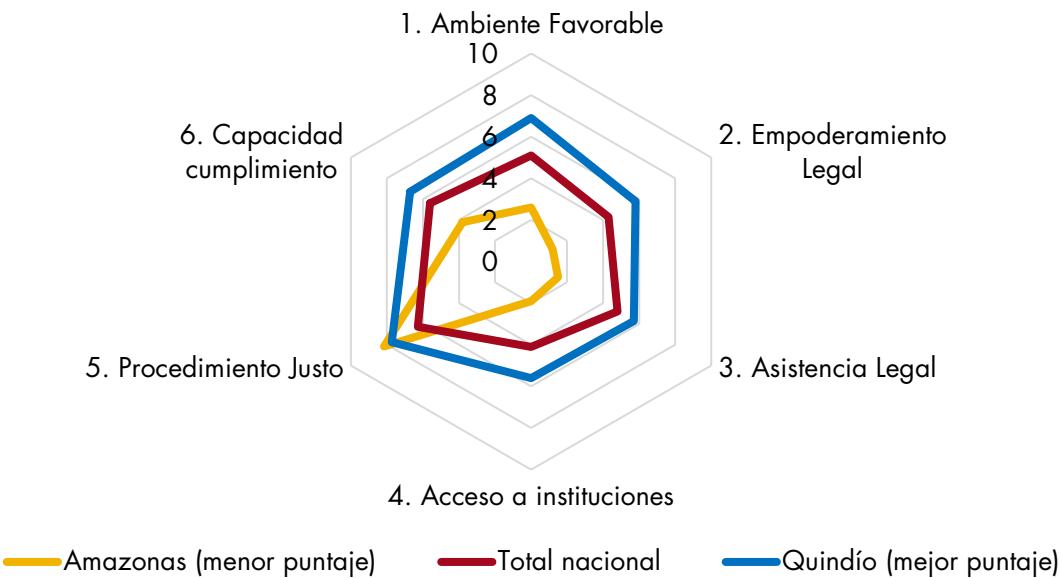 1. Ambiente Favorable
10
8
6
4
2
0
2. Empoderamiento
Legal
3. Asistencia Legal
4. Acceso a instituciones
5. Procedimiento Justo
6. Capacidad
cumplimiento
Amazonas (menor puntaje)
Total nacional
Quindío (mejor puntaje)